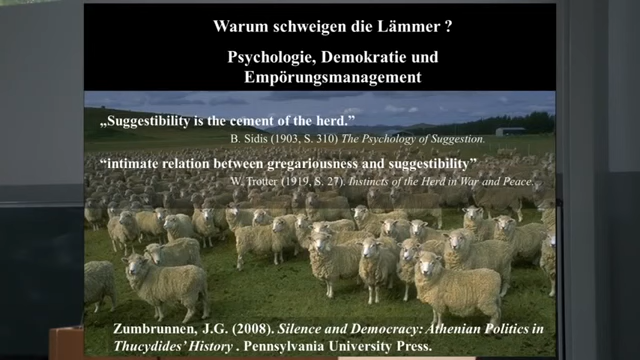 Warum schweigen die Lämmer ?
Psychologie, Demokratie und
Empörungsmanagement
„Suggestibility is the cement of the herd.”
B. Sidis (1903, S. 310) The Psychology of Suggestion.
“intimate relation between gregariousness and suggestibility”
W. Trotter (1919, S. 27). Instincts of the Herd in War and Peace.
Zumbrunnen, J.G. (2008). Silence and Democracy: Athenian Politics in
Thucydides’ History . Pennsylvania University Press.